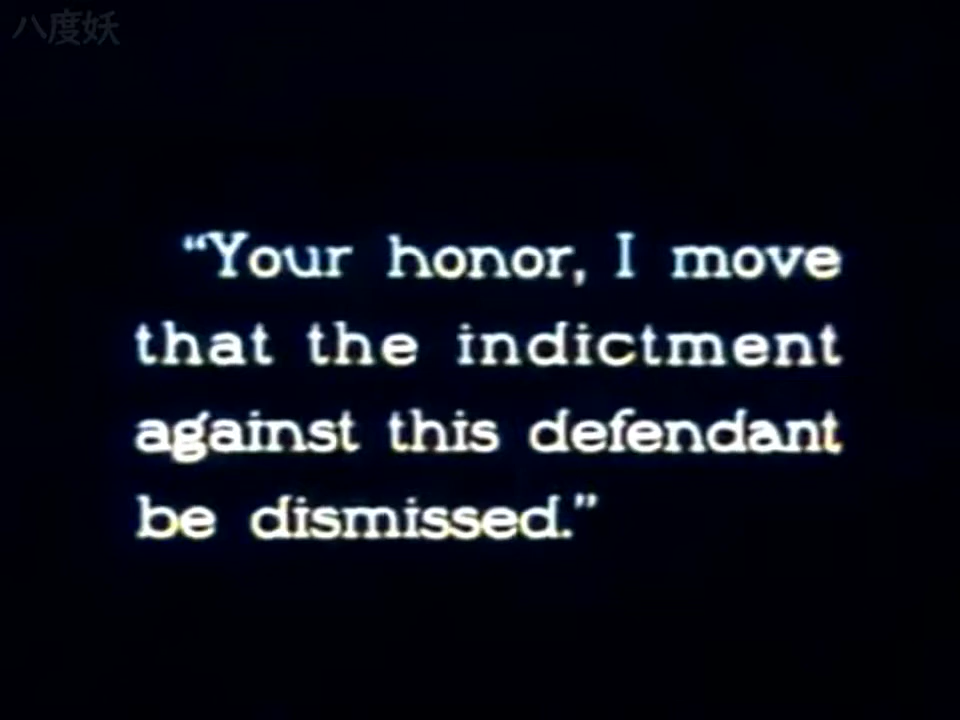 八度妖
“Your honor, I move
that the indictment
against this defendant
be dismissed.”